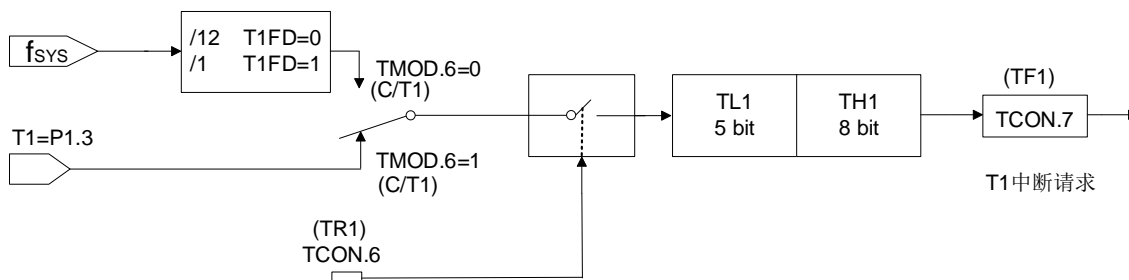 fSYS
/12 T1FD=0
/1 T1FD=1
TMOD.6=0
(C/T1)
T1=P1.3
TMOD.6=1
(C/T1)
(TR1)
TCON.6
TL1
5 bit
TH1
8 bit
(TF1)
TCON.7
T1中断请求